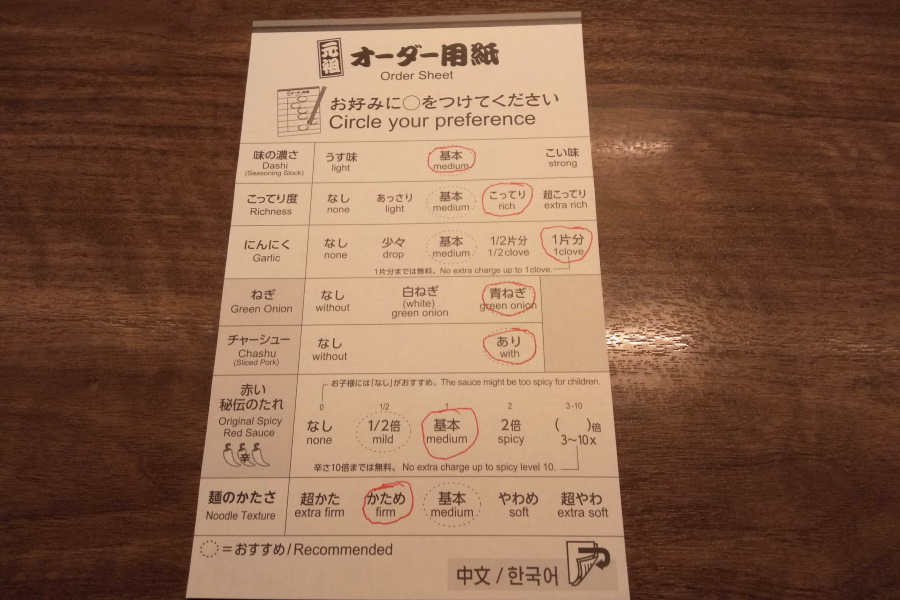 元祖 オーダー用紙
Order Sheet
お好みに○をつけてください
Circle your preference
味の濃さ うす味 基本 こい味
Dashi light medium strong
(Seasoning Stock)
こってり度 なし あっさり 基本 こってり 超こってり
Richness none light medium rich extra rich
にんにく なし 少々 基本 1/2片分 1片分
Garlic none drop medium 1/2clove 1clove
1片分までは無料。No extra charge up to 1clove.
ねぎ なし 白ねぎ 青ねぎ
Green Onion without (white) green onion green onion
チャーシュー なし あり
Chashu without with
(Sliced Pork)
お子様には「なし」がおすすめ。The sauce might be too spicy for children.
赤い
秘伝のたれ
Original Spicy
Red Sauce
辛
0 1/2 1 2 3-10
なし 1/2倍 基本 2倍 ( )倍
none mild medium spicy 3~10x
辛さ10倍までは無料。No extra charge up to spicy level 10.
麺のかたさ 超かた かため 基本 やわめ 超やわ
Noodle Texture extra firm firm medium soft extra soft
=おすすめ/Recommended
中文 / 한국어